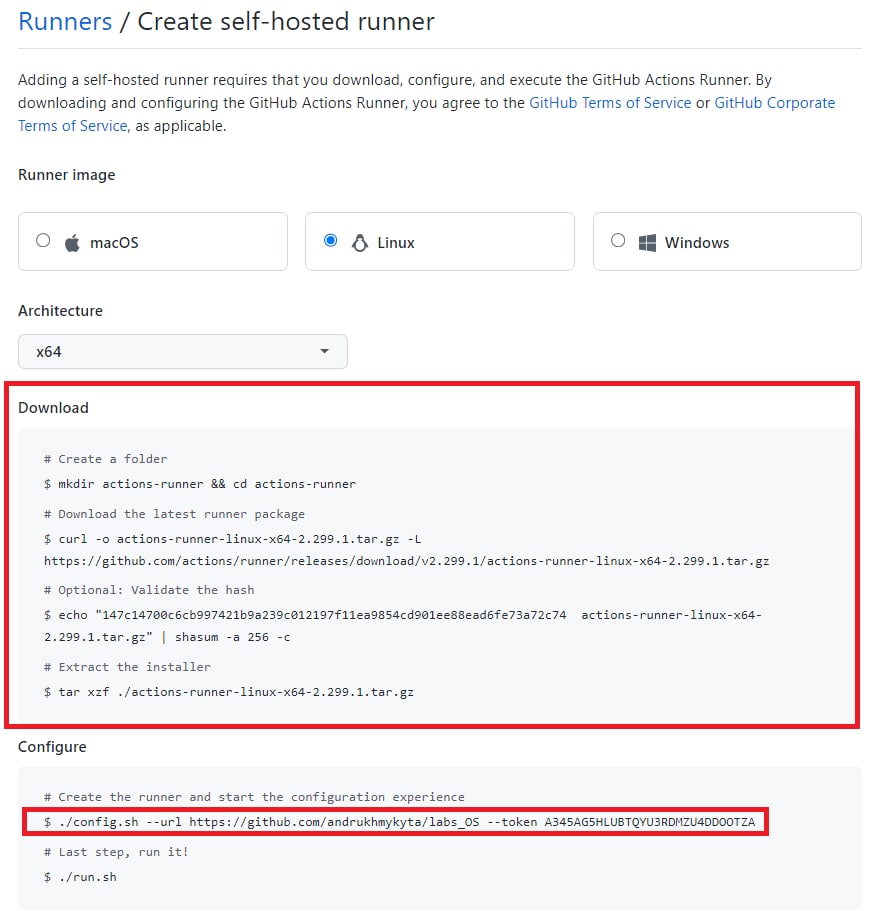 Runners / Create self-hosted runner
Adding a self-hosted runner requires that you download, configure, and execute the GitHub Actions Runner. By
downloading and configuring the GitHub Actions Runner, you agree to the GitHub Terms of Service or GitHub Corporate
Terms of Service, as applicable.
Runner image
macOS
Linux
Windows
Architecture
x64
Download
# Create a folder
$ mkdir actions-runner && cd actions-runner
# Download the latest runner package
$ curl -o actions-runner-linux-x64-2.299.1.tar.gz -L
https://github.com/actions/runner/releases/download/v2.299.1/actions-runner-linux-x64-2.299.1.tar.gz
# Optional: Validate the hash
$ echo "147c14700c6cb997421b9a239c012197f11ea9854cd901ee88ead6fe73a72c74  actions-runner-linux-x64-
2.299.1.tar.gz" | shasum -a 256 -c
# Extract the installer
$ tar xzf ./actions-runner-linux-x64-2.299.1.tar.gz
Configure
# Create the runner and start the configuration experience
$ ./config.sh --url https://github.com/andrukhmykyta/labs_OS --token A345AG5HLUBTQYU3RDMZU4DDOOTZA
# Last step, run it!
$ ./run.sh